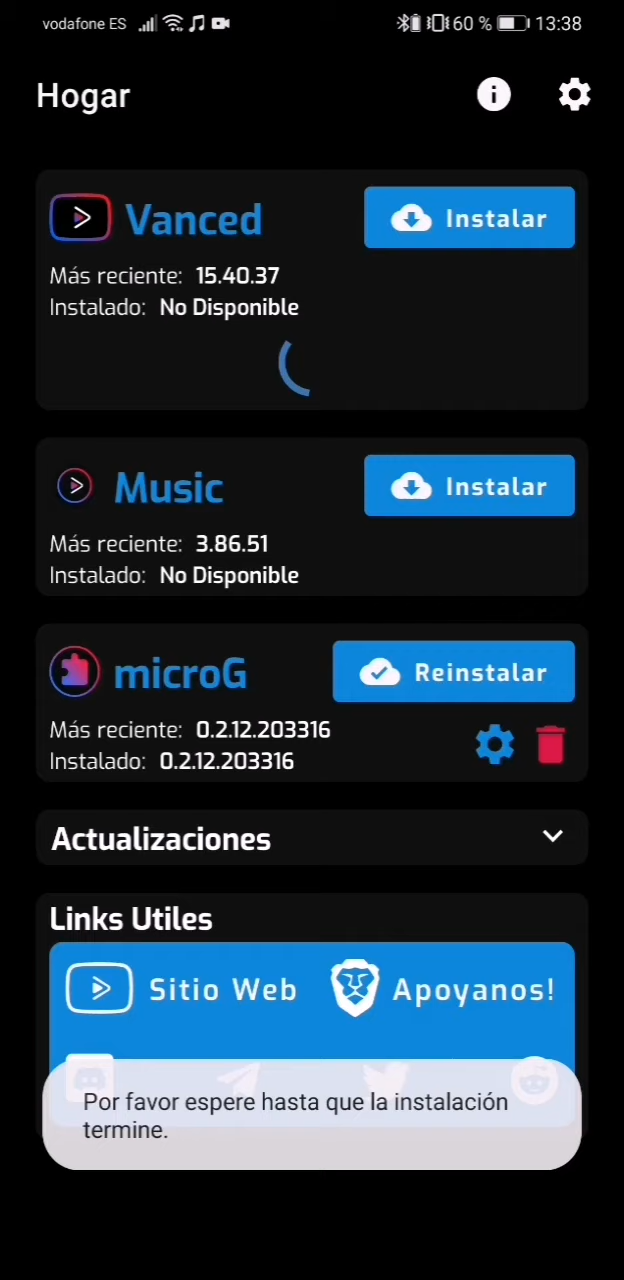 vodafone ES 60 % 13:38
Hogar
Vanced Instalar
Más reciente: 15.40.37
Instalado: No Disponible
Music Instalar
Más reciente: 3.86.51
Instalado: No Disponible
microG Reinstalar
Más reciente: 0.2.12.203316
Instalado: 0.2.12.203316
Actualizaciones
Links Utiles
Sitio Web Apoyanos!
Por favor espere hasta que la instalación
termine.